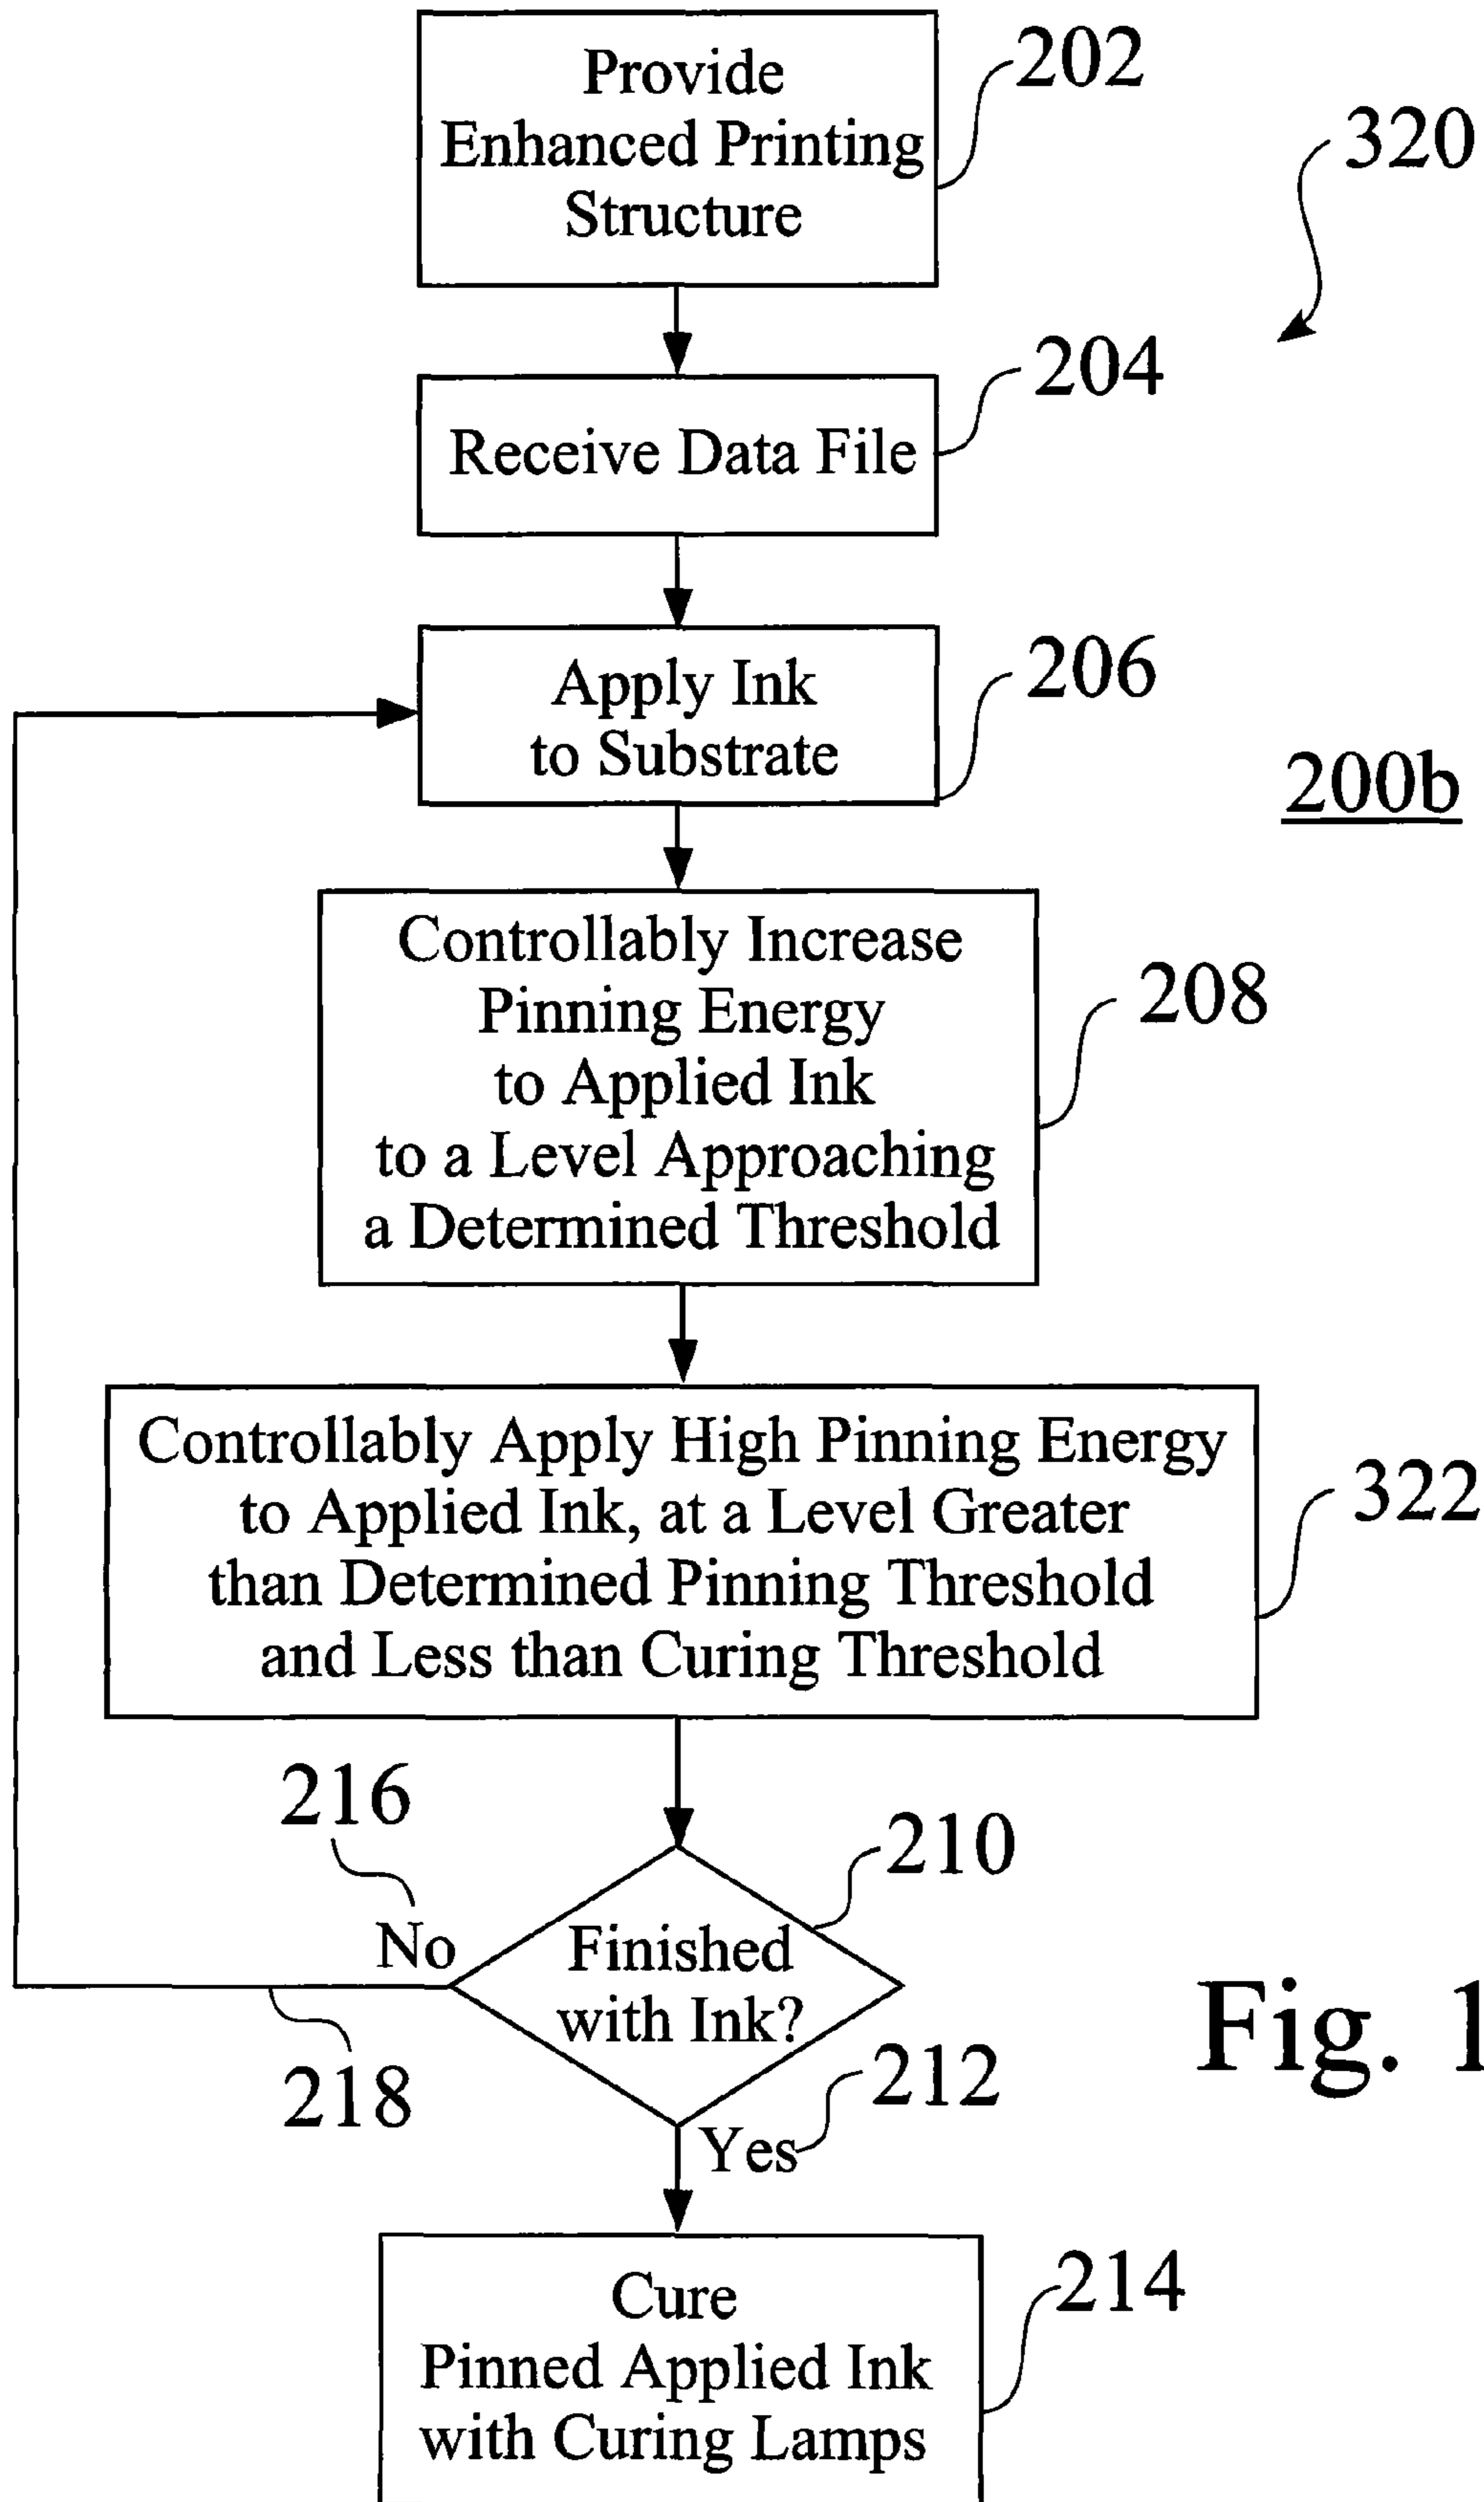 Provide
Enhanced Printing
Structure
202
320
Receive Data File
204
Apply Ink
to Substrate
206
200b
Controllably Increase
Pinning Energy
to Applied Ink
to a Level Approaching
a Determined Threshold
208
Controllably Apply High Pinning Energy
to Applied Ink, at a Level Greater
than Determined Pinning Threshold
and Less than Curing Threshold
322
216
210
No
Finished
with Ink?
218
212
Yes
Fig. 1
Cure
Pinned Applied Ink
with Curing Lamps
214